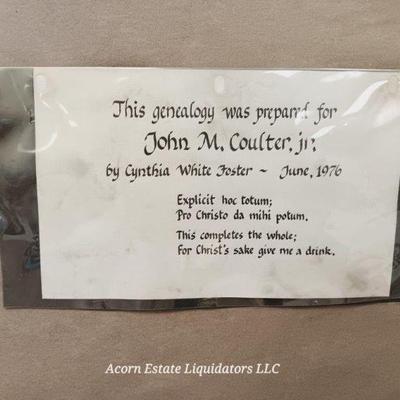 This genealogy was prepared for
John M. Coulter, jr.
by Cynthia White Foster ~ June, 1976
Explicit hoc totum;
Pro Christo da mihi potum.
This completes the whole;
For Christ's sake give me a drink.
Acorn Estate Liquidators LLC